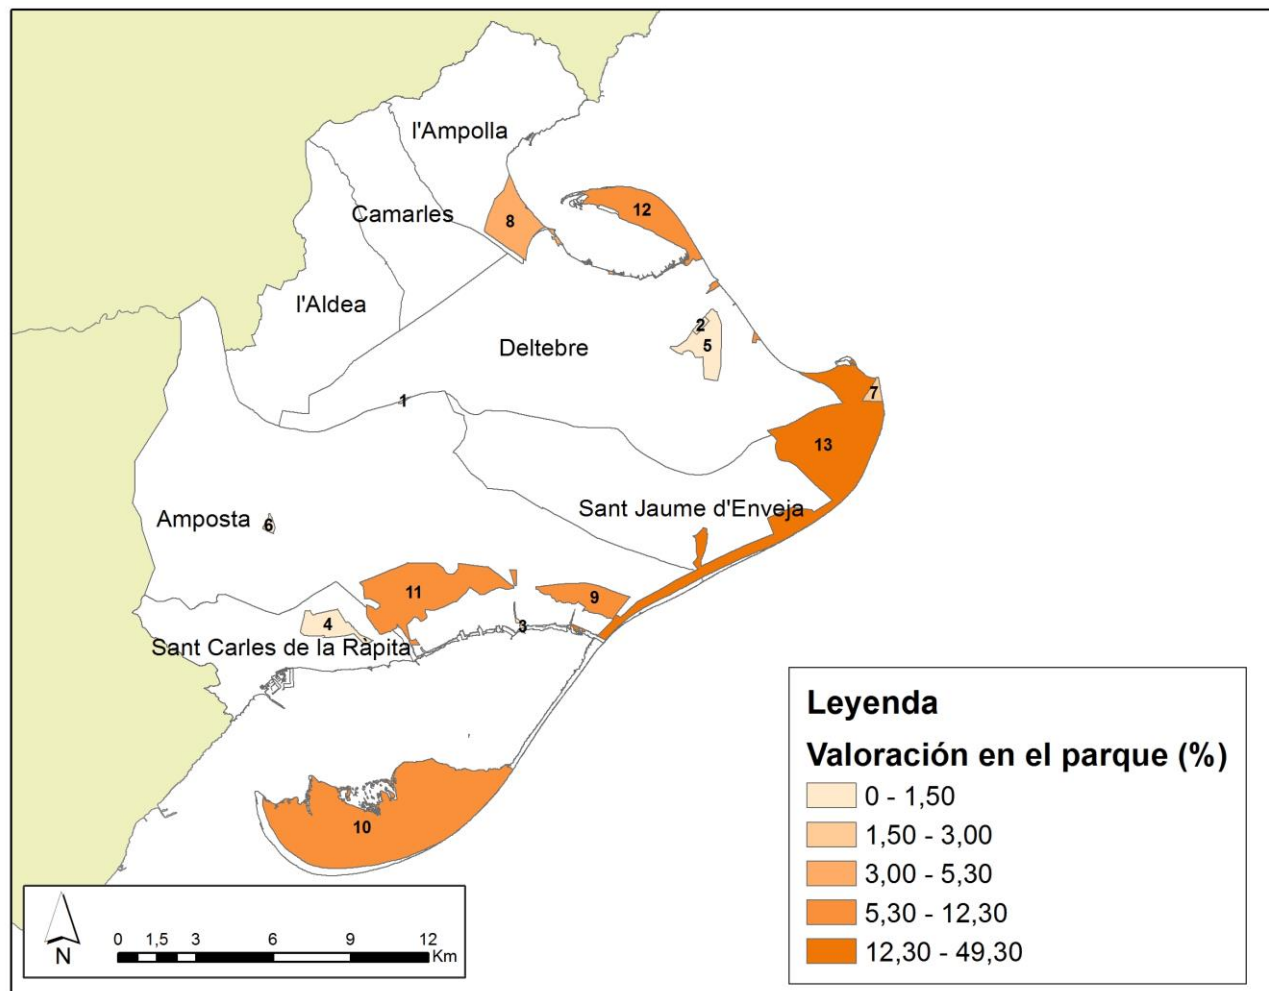 l'Ampolla
12
Camarles
8
l'Aldea
2
5
Deltebre
7
1
13
Sant Jaume d'Enveja
Amposta
6
11
9
4
3
Sant Carles de la Ràpita
10
Leyenda
Valoración en el parque (%)
0 - 1,50
1,50 - 3,00
3,00 - 5,30
5,30 - 12,30
12,30 - 49,30
N
0 1,5 3 6 9 12
Km